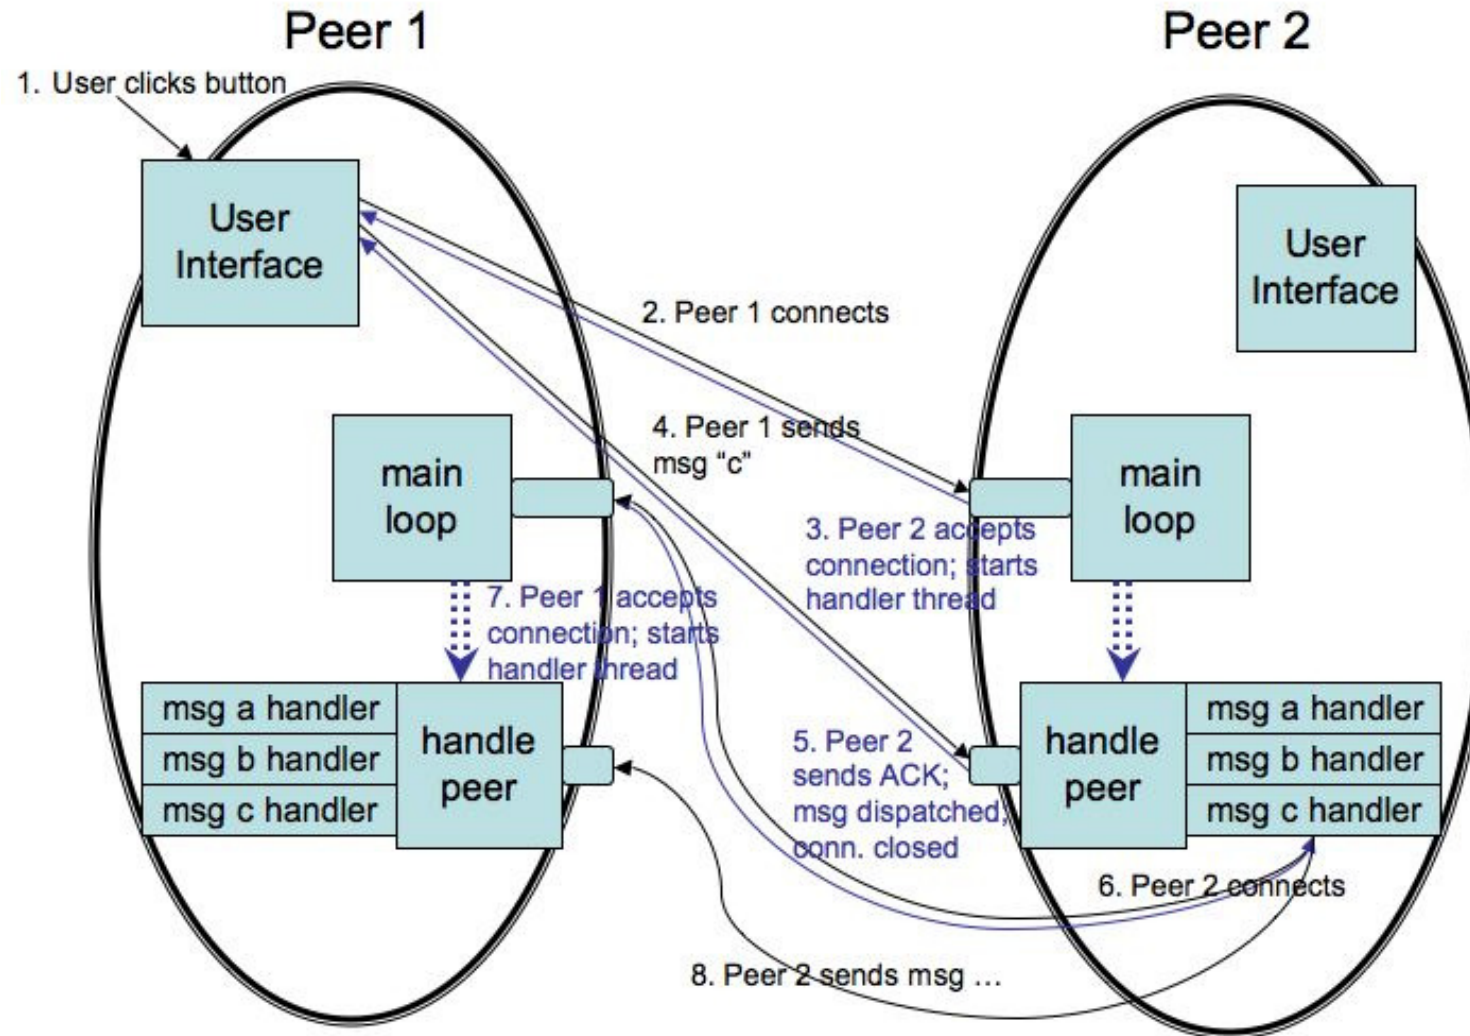 Peer 1
Peer 2
1. User clicks button
User
Interface
User
Interface
2. Peer 1 connects
4. Peer 1 sends
msg “c”
main
loop
main
loop
3. Peer 2 accepts
connection; starts
handler thread
7. Peer 1 accepts
connection; starts
handler thread
msg a handler
msg b handler
msg c handler
handle
peer
5. Peer 2
sends ACK;
msg dispatched;
conn. closed
handle
peer
msg a handler
msg b handler
msg c handler
6. Peer 2 connects
8. Peer 2 sends msg …